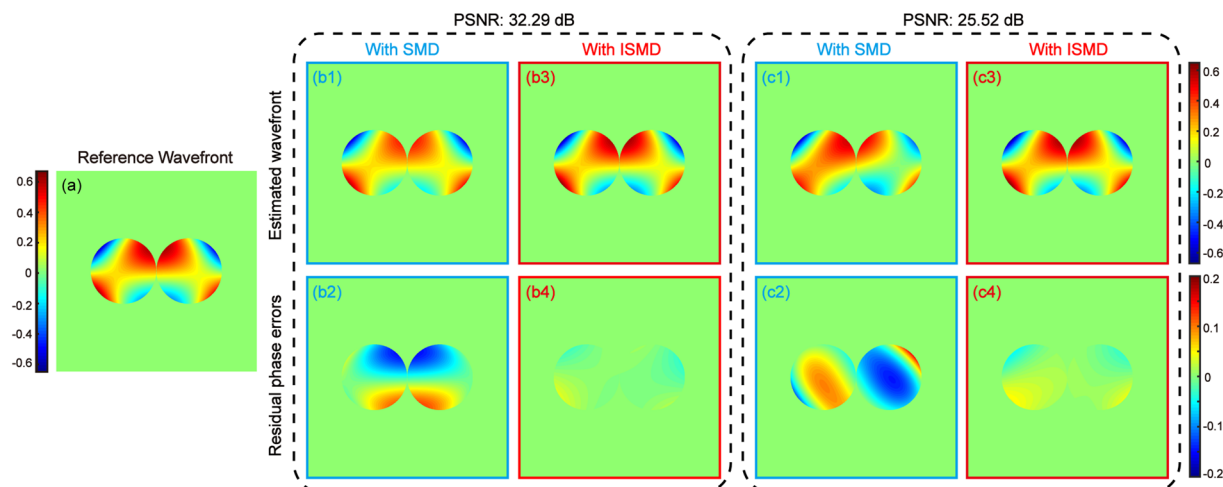 PSNR: 32.29 dB
PSNR: 25.52 dB
With SMD
With ISMD
With SMD
With ISMD
Reference Wavefront
(a)
0.6
0.4
0.2
0
-0.2
-0.4
-0.6
Estimated wavefront
(b1)
(b3)
(c1)
(c3)
0.6
0.4
0.2
0
-0.2
-0.4
-0.6
Residual phase errors
(b2)
(b4)
(c2)
(c4)
0.2
0.1
0
-0.1
-0.2